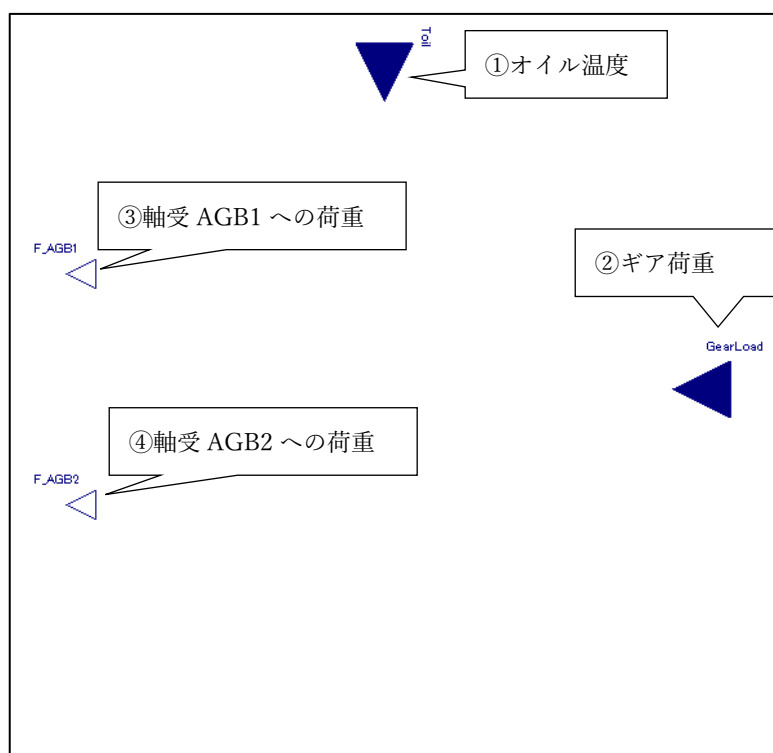 Toil
①オイル温度
③軸受 AGB1 への荷重
F_AGB1
②ギア荷重
GearLoad
④軸受 AGB2 への荷重
F_AGB2